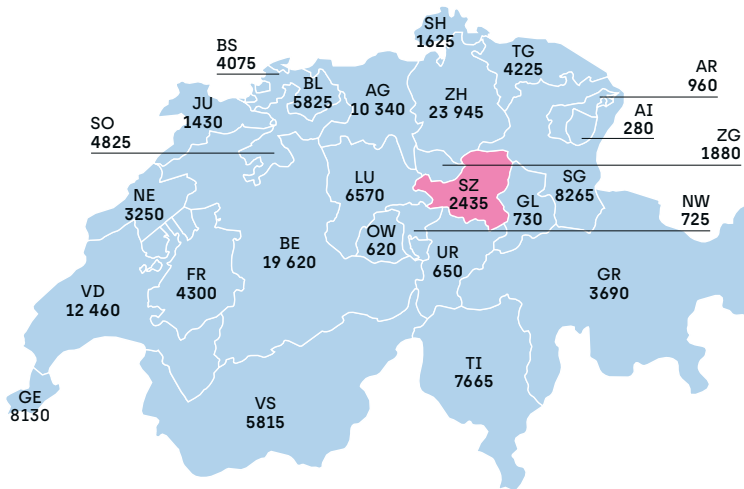 SH
1625
BS
4075
TG
4225
BL
5825
AG
10 340
ZH
23 945
AR
960
JU
1430
AI
280
SO
4825
ZG
1880
LU
6570
SZ
2435
SG
8265
NE
3250
GL
730
NW
725
OW
620
BE
19 620
UR
650
FR
4300
GR
3690
VD
12 460
TI
7665
GE
8130
VS
5815